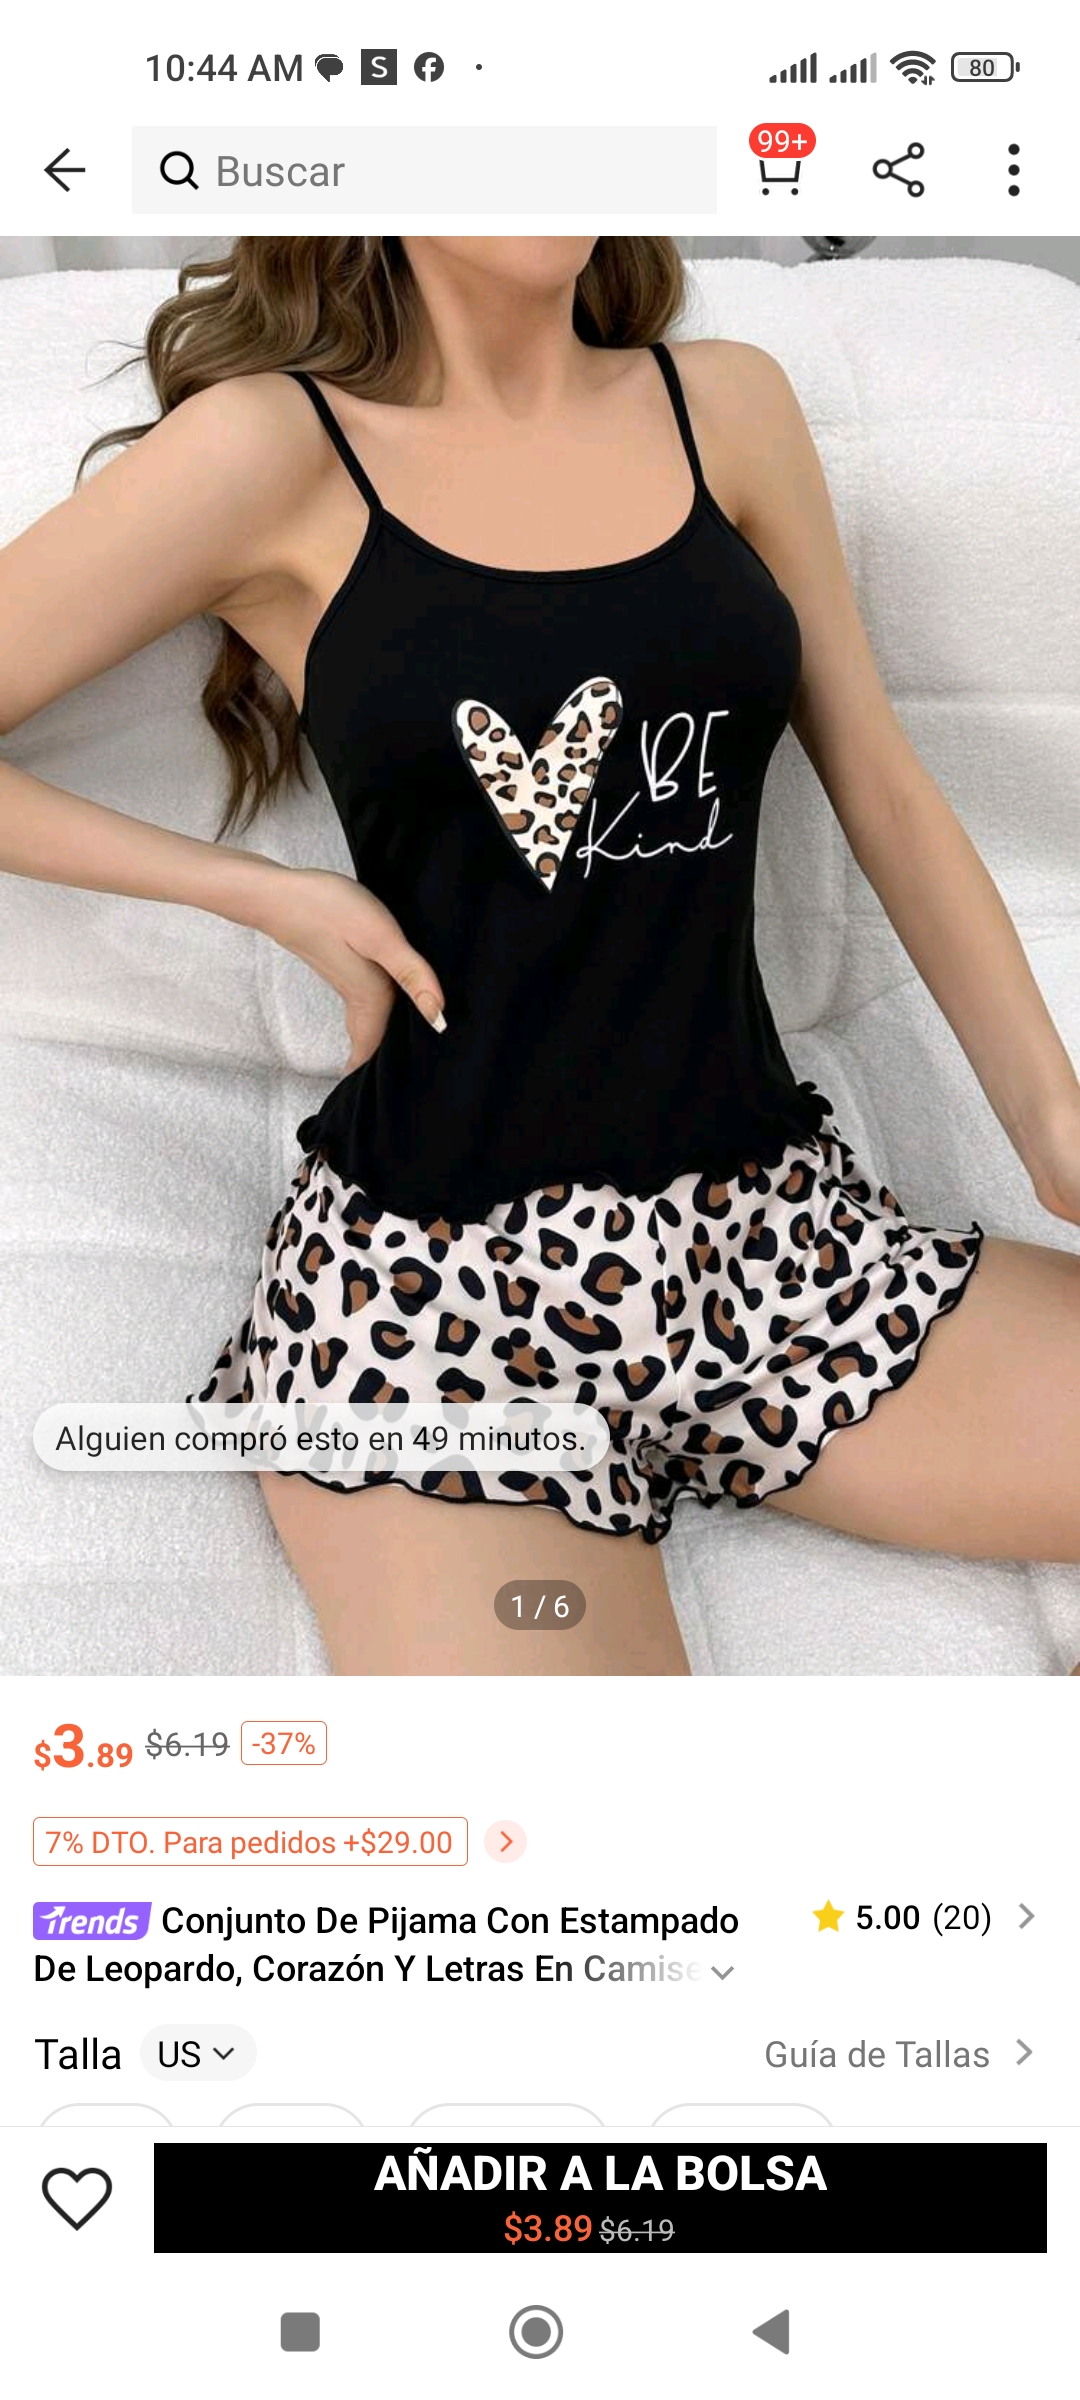 10:44 AM
80
Buscar
99+
BE
Kind
Alguien compró esto en 49 minutos.
1 / 6
$3.89 $6.19 -37%
7% DTO. Para pedidos +$29.00
Trends Conjunto De Pijama Con Estampado
De Leopardo, Corazón Y Letras En Camise
5.00 (20)
Talla US
Guía de Tallas
AÑADIR A LA BOLSA
$3.89 $6.19